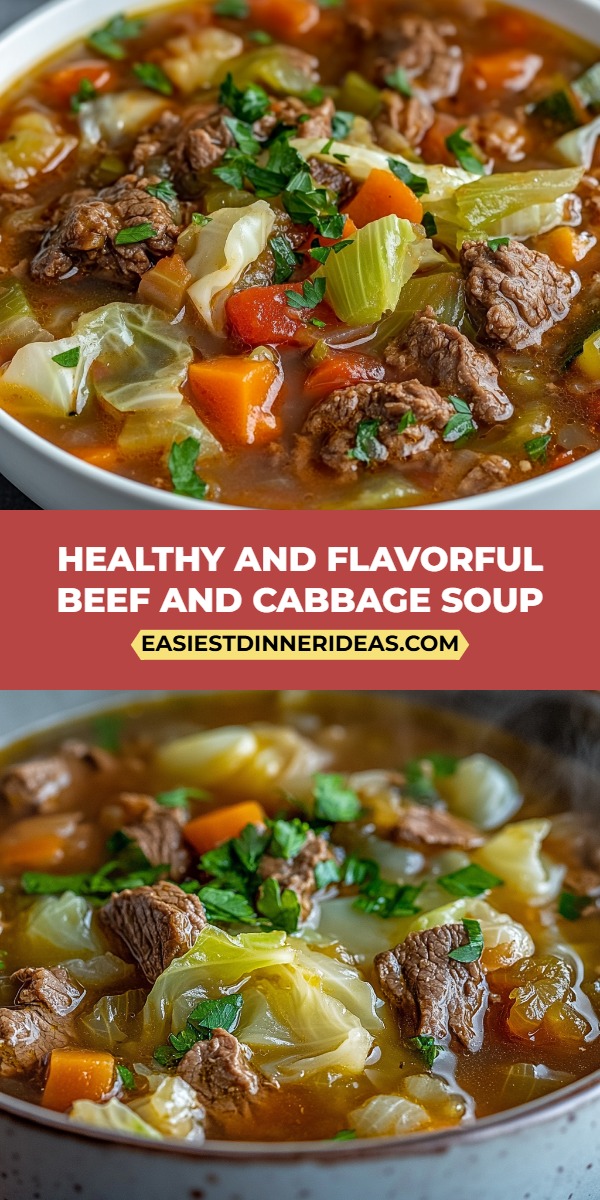 HEALTHY AND FLAVORFUL
BEEF AND CABBAGE SOUP
EASIESTDINNERIDEAS.COM